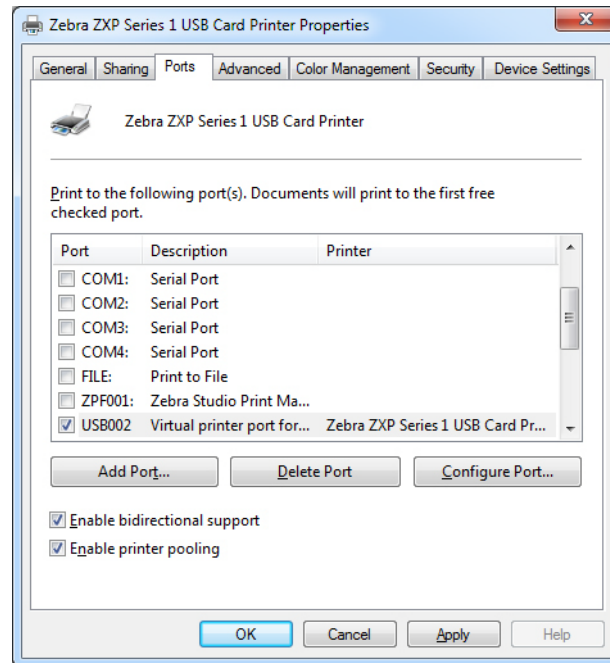 Zebra ZXP Series 1 USB Card Printer Properties
General Sharing Ports Advanced Color Management Security Device Settings
Zebra ZXP Series 1 USB Card Printer
Print to the following port(s). Documents will print to the first free
checked port.
Port Description Printer
COM1: Serial Port
COM2: Serial Port
COM3: Serial Port
COM4: Serial Port
FILE: Print to File
ZPF001: Zebra Studio Print Ma...
USB002 Virtual printer port for... Zebra ZXP Series 1 USB Card Pr...
Add Port... Delete Port Configure Port...
Enable bidirectional support
Enable printer pooling
OK Cancel Apply Help